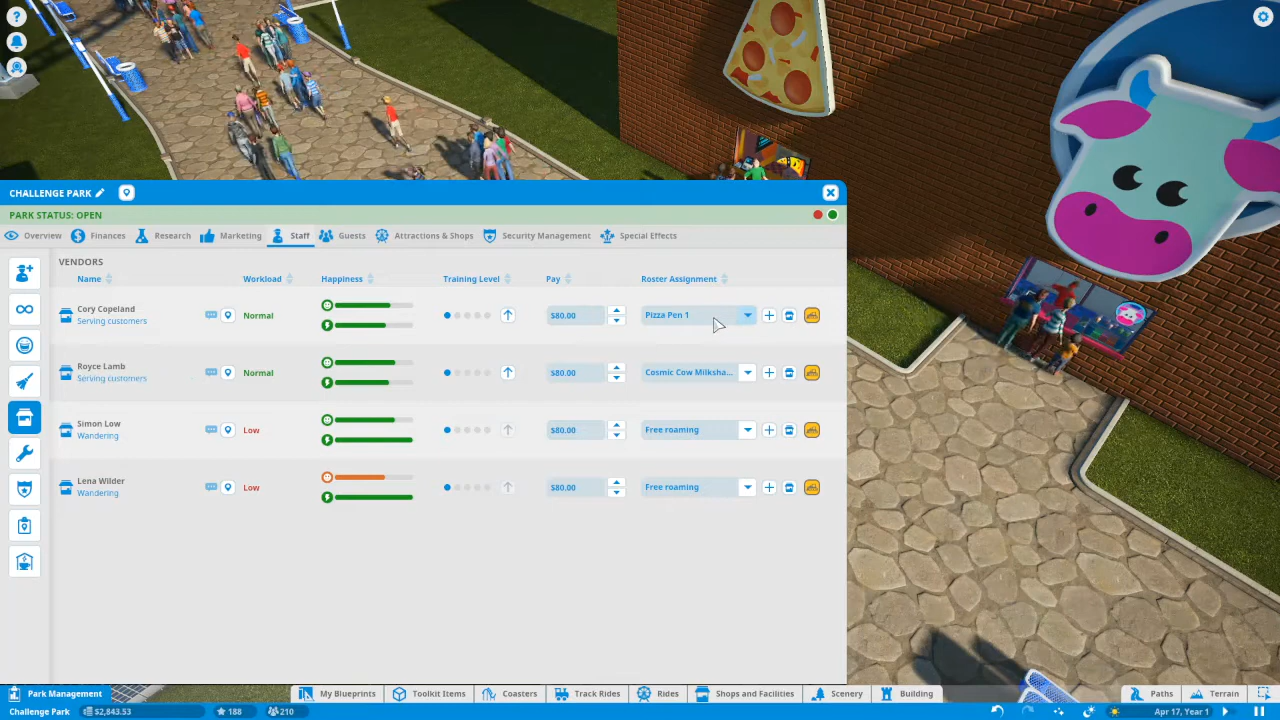 CHALLENGE PARK
PARK STATUS: OPEN
Overview Finances Research Marketing Staff Guests Attractions & Shops Security Management Special Effects
VENDORS
Name Workload Happiness Training Level Pay Roster Assignment
Cory Copeland
Serving customers
Normal $80.00 Pizza Pen 1
Royce Lamb
Serving customers
Normal $80.00 Cosmic Cow Milksha...
Simon Low
Wandering
Low $80.00 Free roaming
Lena Wilder
Wandering
Low $80.00 Free roaming
Park Management My Blueprints Toolkit Items Coasters Track Rides Rides Shops and Facilities Scenery Building Paths Terrain
Challenge Park $2,843.53 188 210 Apr 17, Year 1